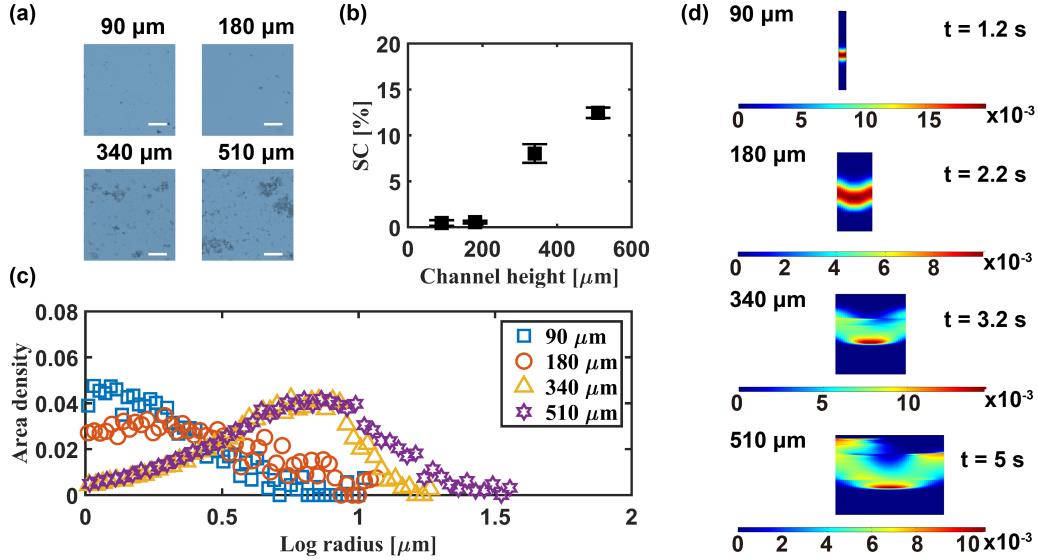 (a)
90 µm 180 µm
340 µm 510 µm
(b)
20
15
10
5
0
SC [%]
0 200 400 600
Channel height [µm]
(c)
0.08
0.06
0.04
0.02
0
Area density
90 µm
180 µm
340 µm
510 µm
0 0.5 1 1.5 2
Log radius [µm]
(d)
90 µm
t = 1.2 s
0 5 10 15 x10-3
180 µm
t = 2.2 s
0 2 4 6 8 x10-3
340 µm
t = 3.2 s
0 5 10 x10-3
510 µm
t = 5 s
0 2 4 6 8 10 x10-3